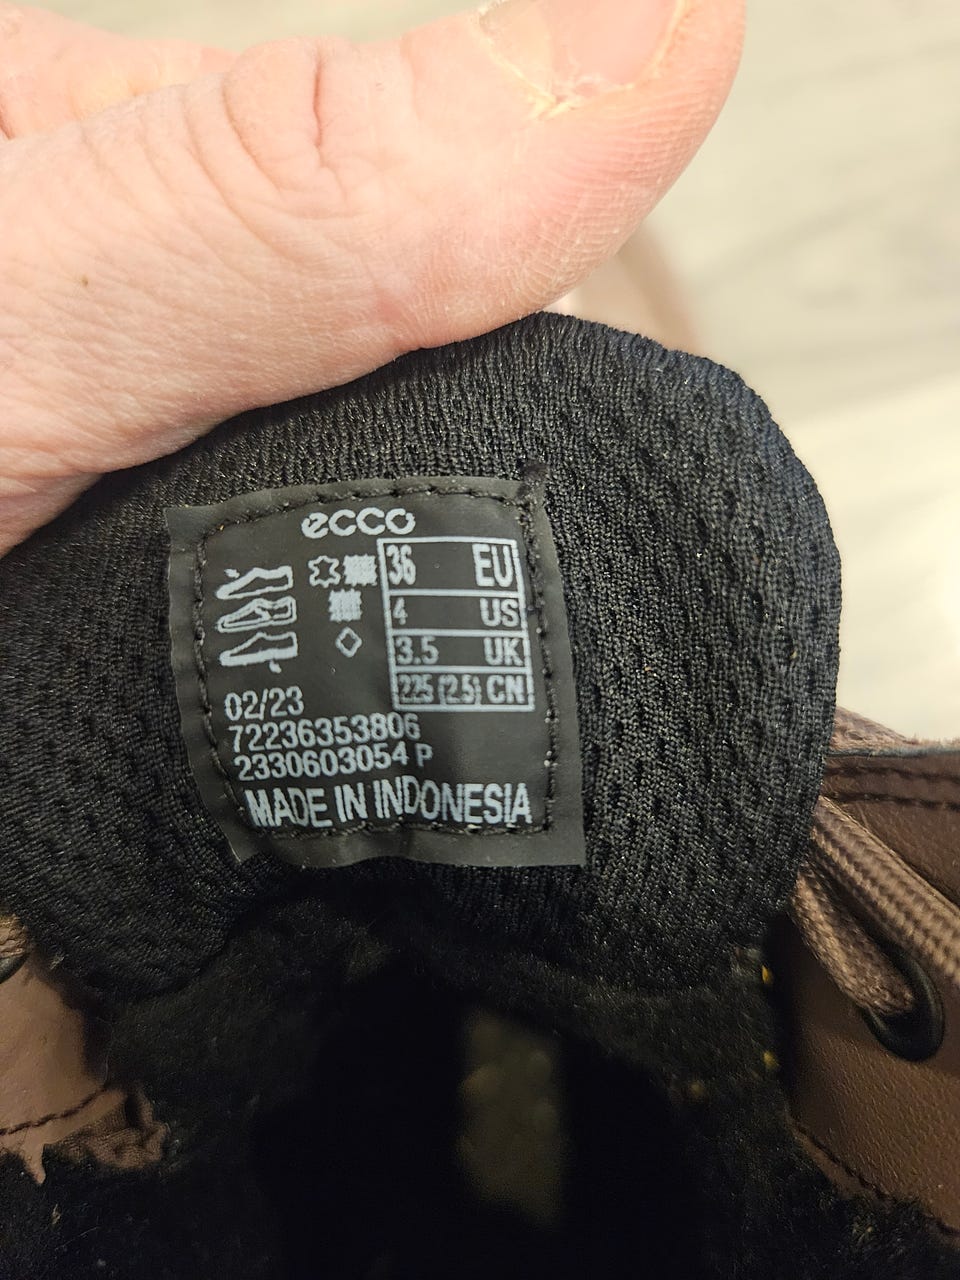 ecco
36 EU
4 US
3.5 UK
225 (2.5) CN
02/23
72236353806
2330603054 P
MADE IN INDONESIA